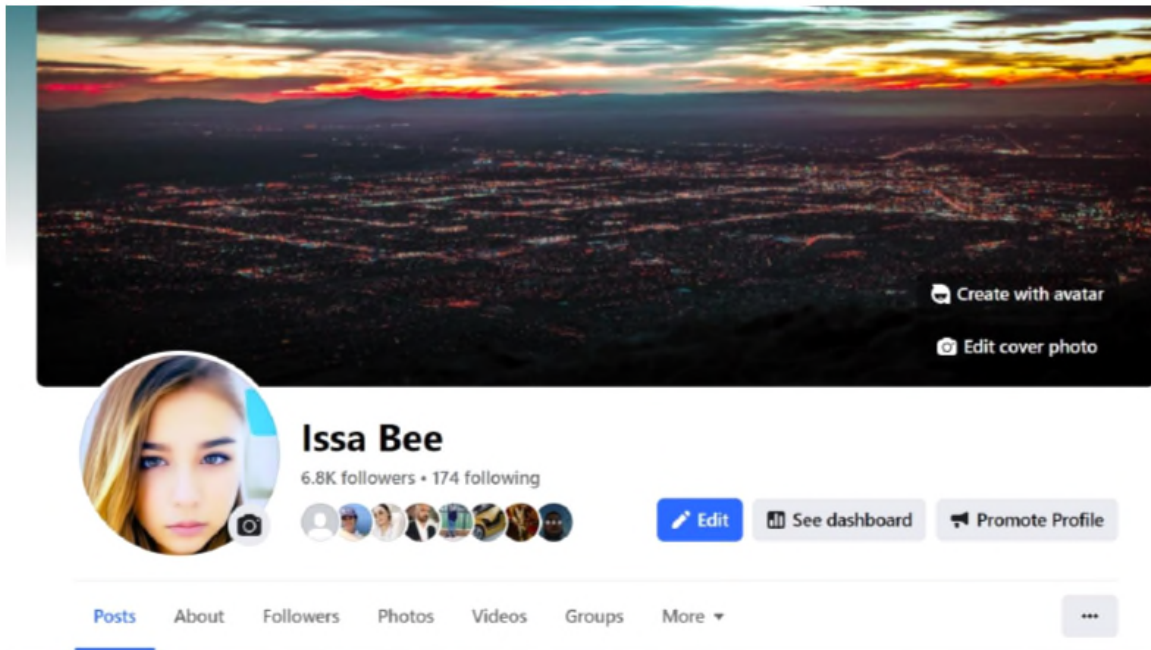 Create with avatar
Edit cover photo
Issa Bee
6.8K followers • 174 following
Edit
See dashboard
Promote Profile
Posts
About
Followers
Photos
Videos
Groups
More